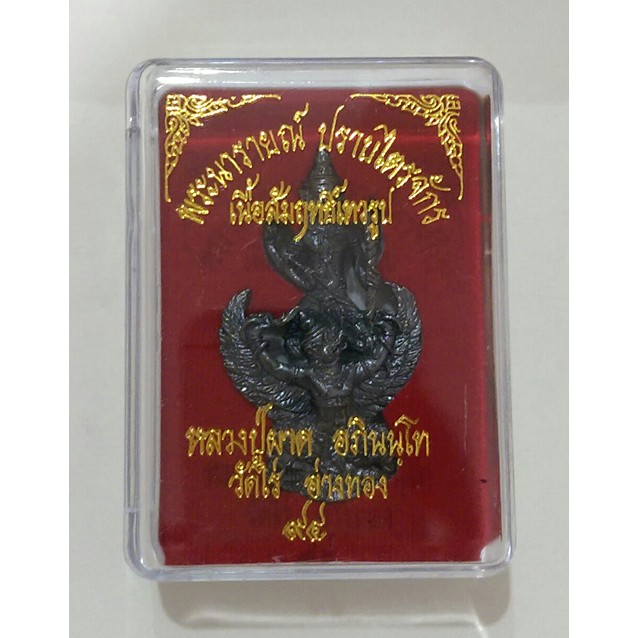 พระนารายณ์ ปราบไตรจักร
เนื้อสัมฤทธิ์เทวรูป
หลวงปู่ผาด อภินนฺโท
วัดไร่ อ่างทอง
๙๔